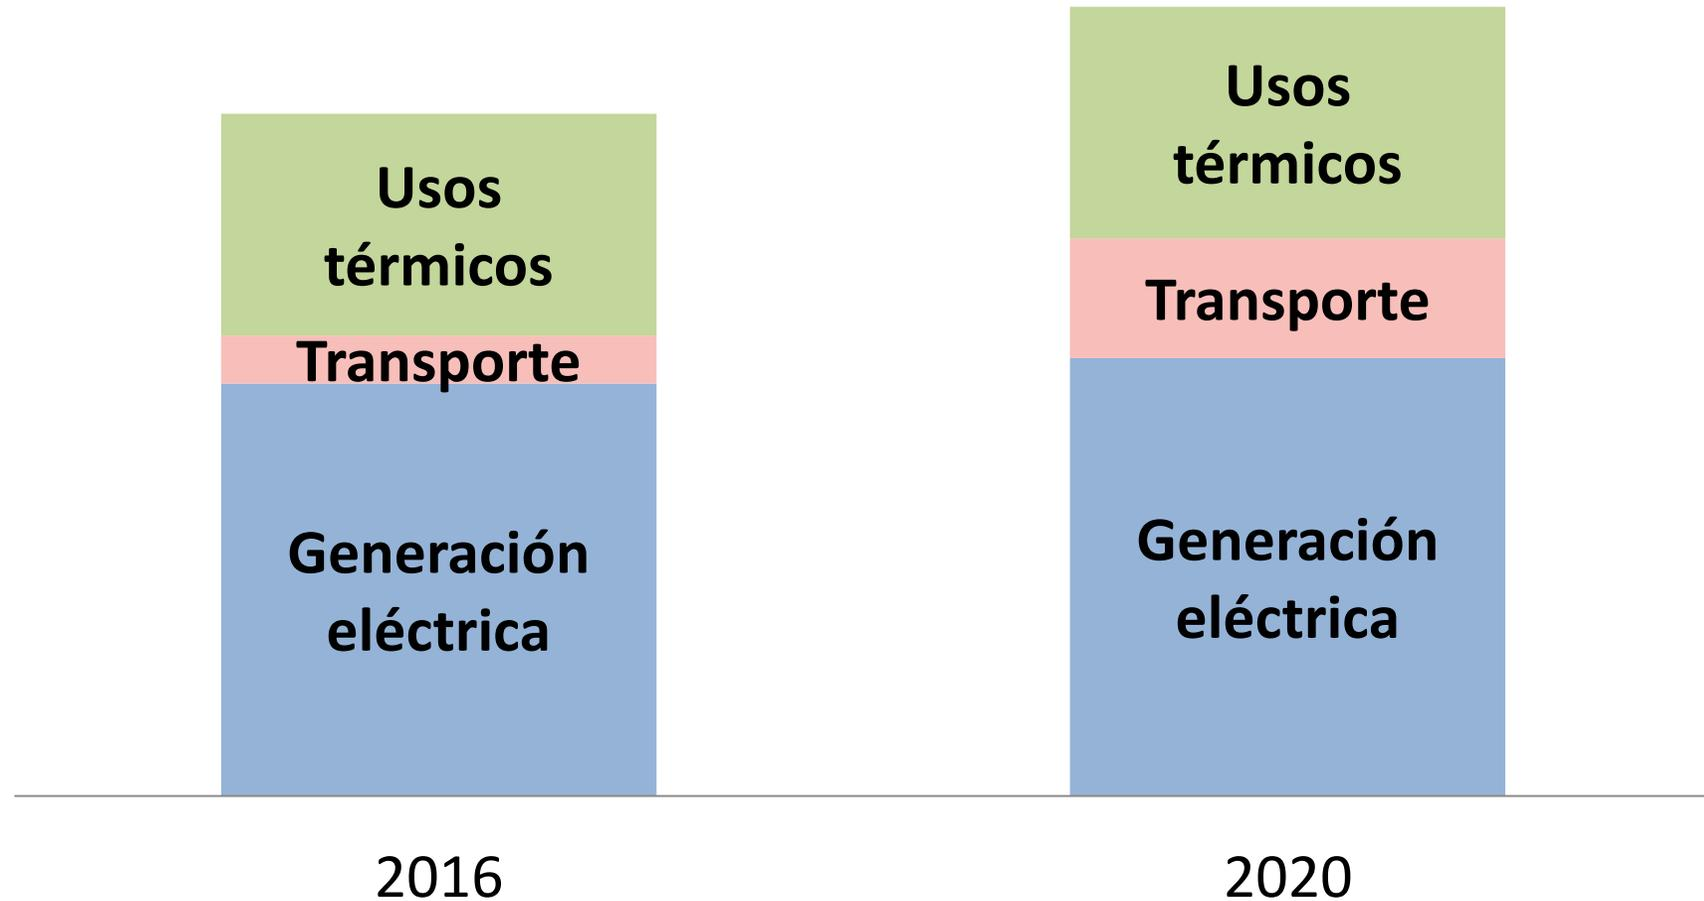 Usos
térmicos
Transporte
Generación
eléctrica
2016
Usos
térmicos
Transporte
Generación
eléctrica
2020